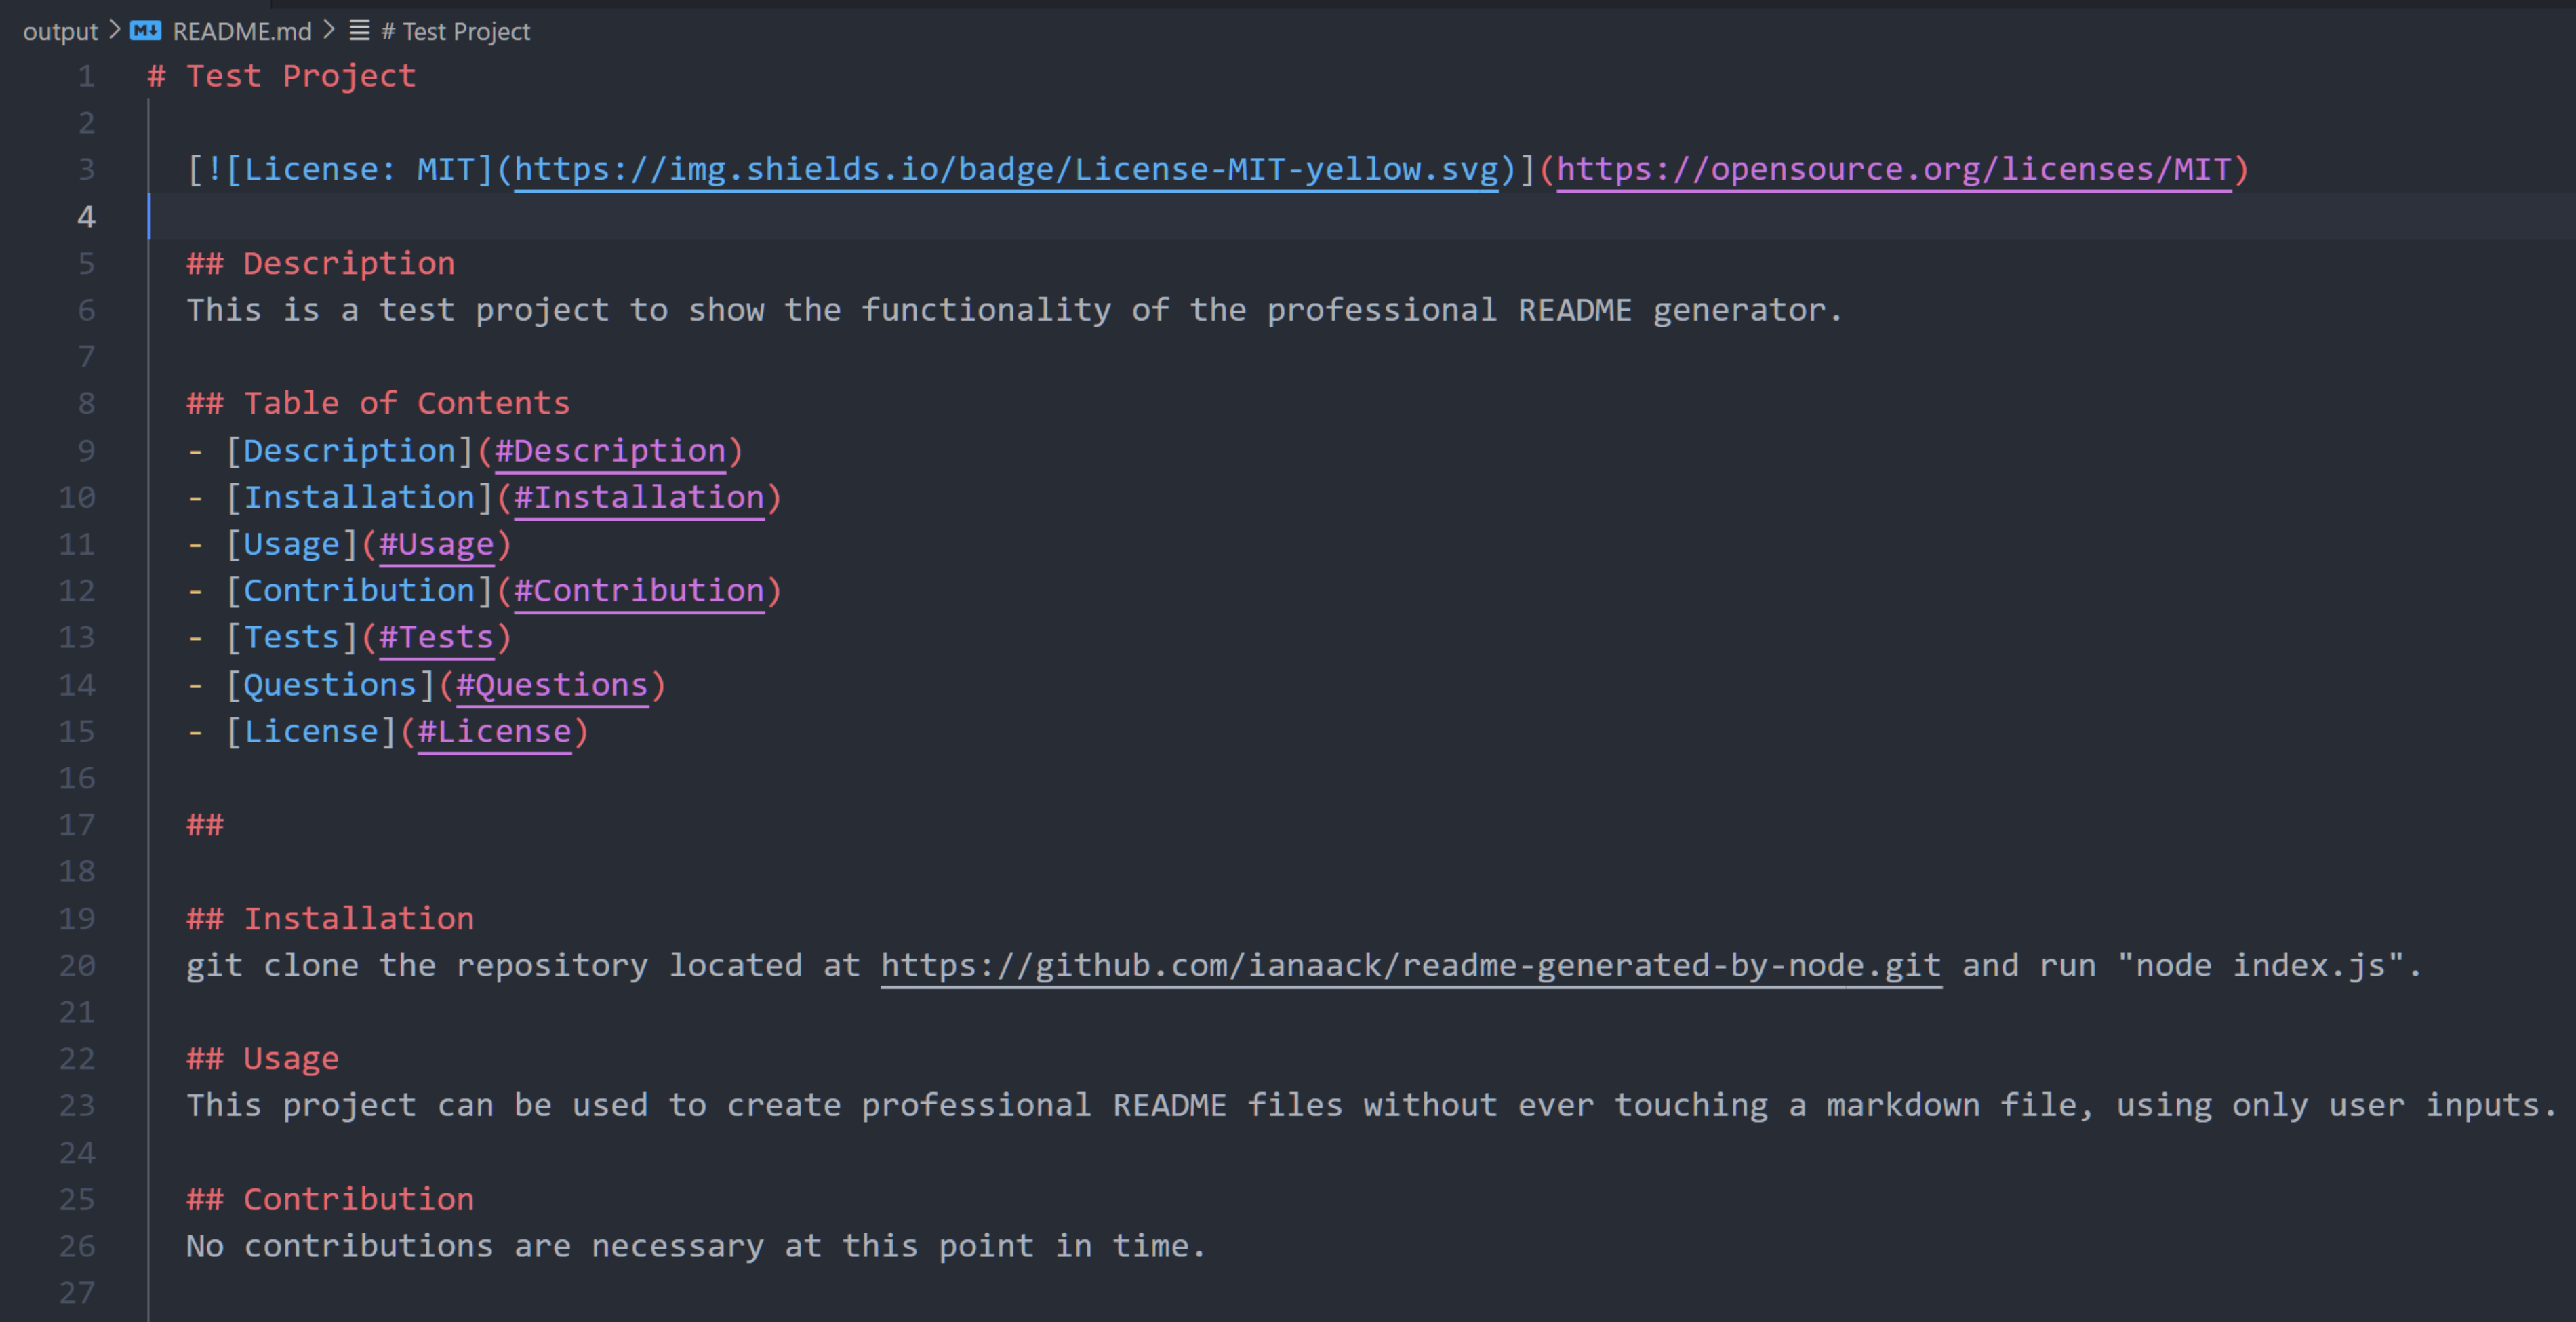 output > README.md > # Test Project
1 # Test Project
2
3 [![License: MIT](https://img.shields.io/badge/License-MIT-yellow.svg)](https://opensource.org/licenses/MIT)
4
5 ## Description
6 This is a test project to show the functionality of the professional README generator.
7
8 ## Table of Contents
9 - [Description](#Description)
10 - [Installation](#Installation)
11 - [Usage](#Usage)
12 - [Contribution](#Contribution)
13 - [Tests](#Tests)
14 - [Questions](#Questions)
15 - [License](#License)
16
17 ##
18
19 ## Installation
20 git clone the repository located at https://github.com/ianaack/readme-generated-by-node.git and run "node index.js".
21
22 ## Usage
23 This project can be used to create professional README files without ever touching a markdown file, using only user inputs.
24
25 ## Contribution
26 No contributions are necessary at this point in time.
27